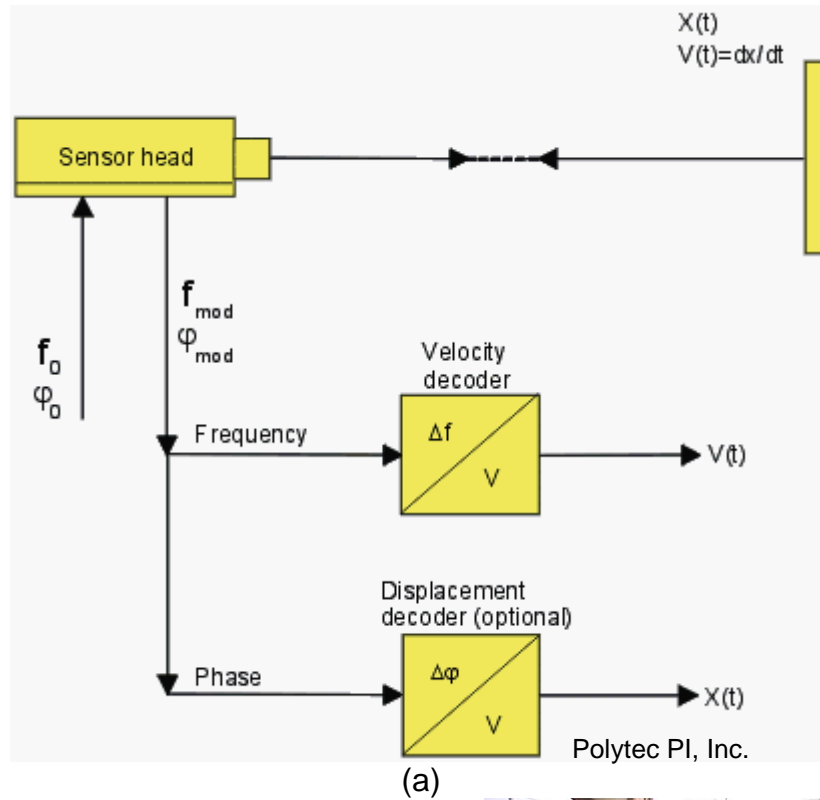 X(t)
V(t)=dx/dt
Sensor head
f_mod
φ_mod
f_0
φ_0
Velocity
decoder
Frequency
Δf
V
V(t)
Displacement
decoder (optional)
Phase
Δφ
V
X(t)
Polytec PI, Inc.
(a)